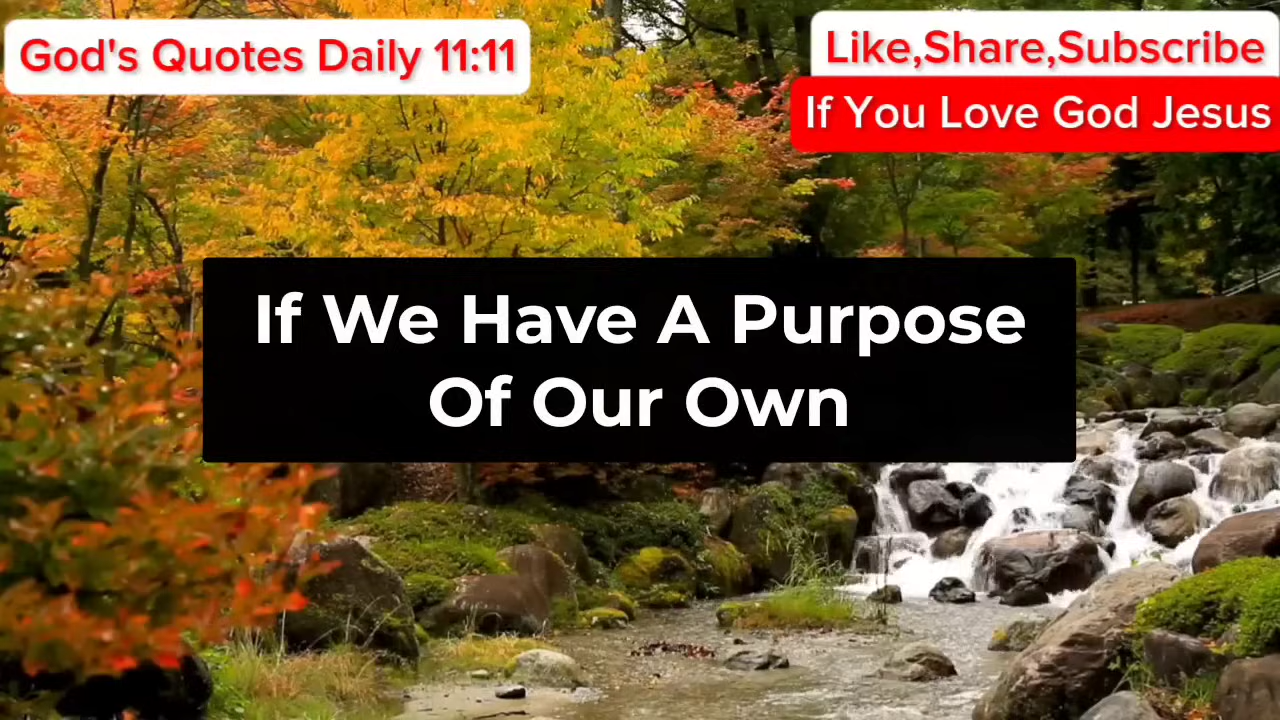 God's Quotes Daily 11:11
Like,Share,Subscribe
If You Love God Jesus
If We Have A Purpose
Of Our Own